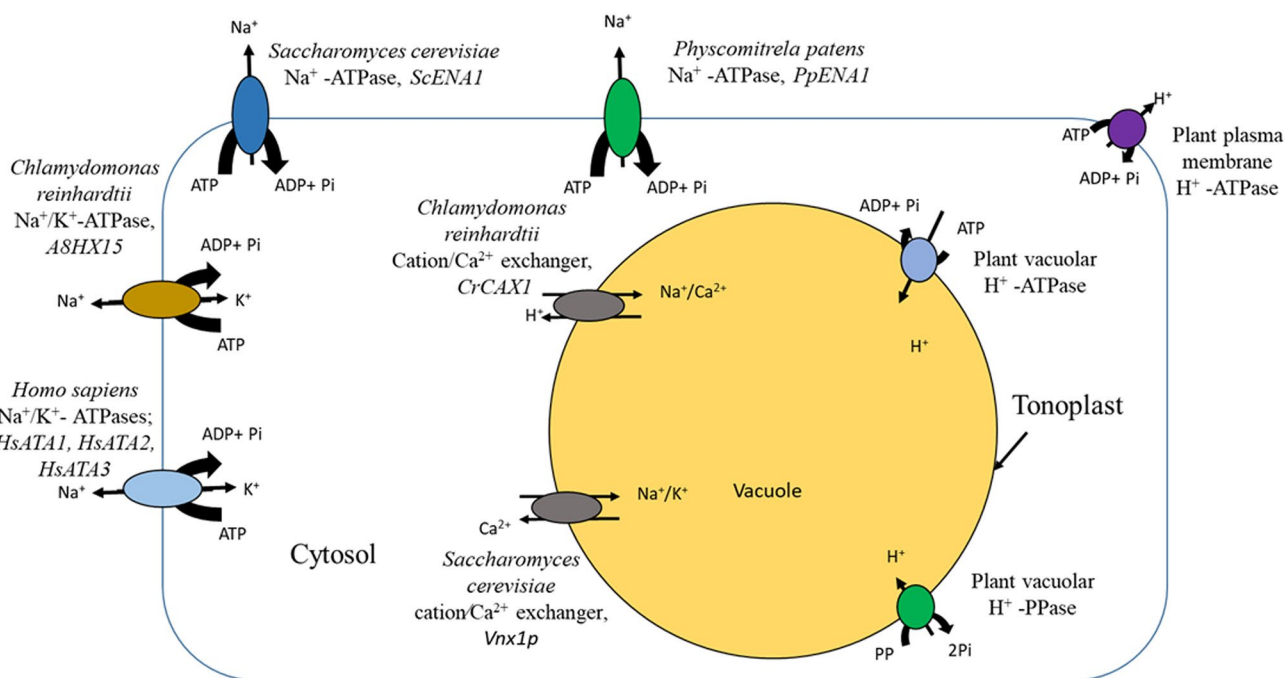 Na⁺
Saccharomyces cerevisiae
Na⁺ -ATPase, ScENA1
ATP
ADP+ Pi
Na⁺
Physcomitrela patens
Na⁺ -ATPase, PpENA1
ATP
ADP+ Pi
H⁺
ATP
ADP+ Pi
Plant plasma
membrane
H⁺ -ATPase
Chlamydomonas
reinhardtii
Na⁺/K⁺-ATPase,
A8HX15
ADP+ Pi
Na⁺
K⁺
ATP
Chlamydomonas
reinhardtii
Cation/Ca²⁺ exchanger,
CrCAX1
Na⁺/Ca²⁺
H⁺
ADP+ Pi
ATP
Plant vacuolar
H⁺ -ATPase
H⁺
Homo sapiens
Na⁺/K⁺- ATPases;
HsATA1, HsATA2,
HsATA3
ADP+ Pi
Na⁺
K⁺
ATP
Cytosol
Tonoplast
Vacuole
Na⁺/K⁺
Ca²⁺
Saccharomyces
cerevisiae
cation/Ca²⁺ exchanger,
Vnx1p
H⁺
PP
2Pi
Plant vacuolar
H⁺ -PPase